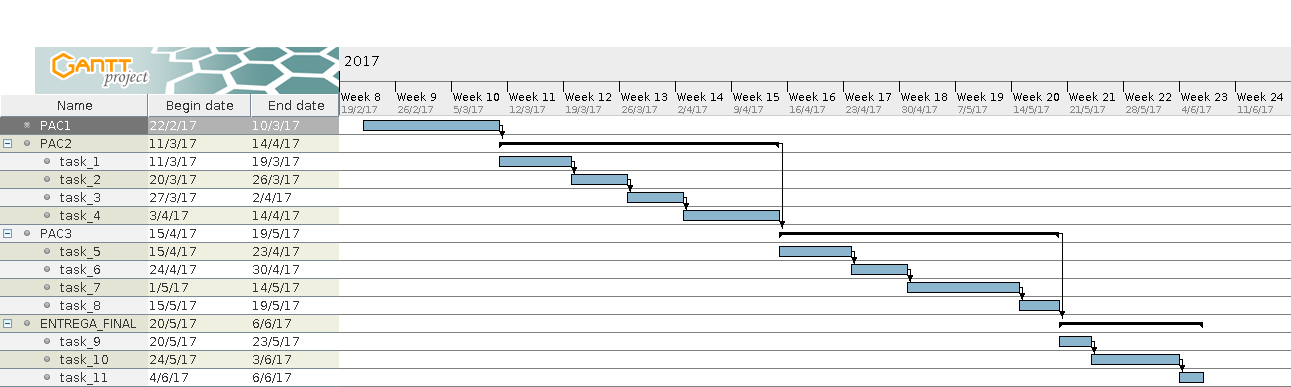 GANTT
project
2017
Name Begin date End date
Week 8 Week 9 Week 10 Week 11 Week 12 Week 13 Week 14 Week 15 Week 16 Week 17 Week 18 Week 19 Week 20 Week 21 Week 22 Week 23 Week 24
19/2/17 26/2/17 5/3/17 12/3/17 19/3/17 26/3/17 2/4/17 9/4/17 16/4/17 23/4/17 30/4/17 7/5/17 14/5/17 21/5/17 28/5/17 4/6/17 11/6/17
PAC1 22/2/17 10/3/17
PAC2 11/3/17 14/4/17
task_1 11/3/17 19/3/17
task_2 20/3/17 26/3/17
task_3 27/3/17 2/4/17
task_4 3/4/17 14/4/17
PAC3 15/4/17 19/5/17
task_5 15/4/17 23/4/17
task_6 24/4/17 30/4/17
task_7 1/5/17 14/5/17
task_8 15/5/17 19/5/17
ENTREGA_FINAL 20/5/17 6/6/17
task_9 20/5/17 23/5/17
task_10 24/5/17 3/6/17
task_11 4/6/17 6/6/17